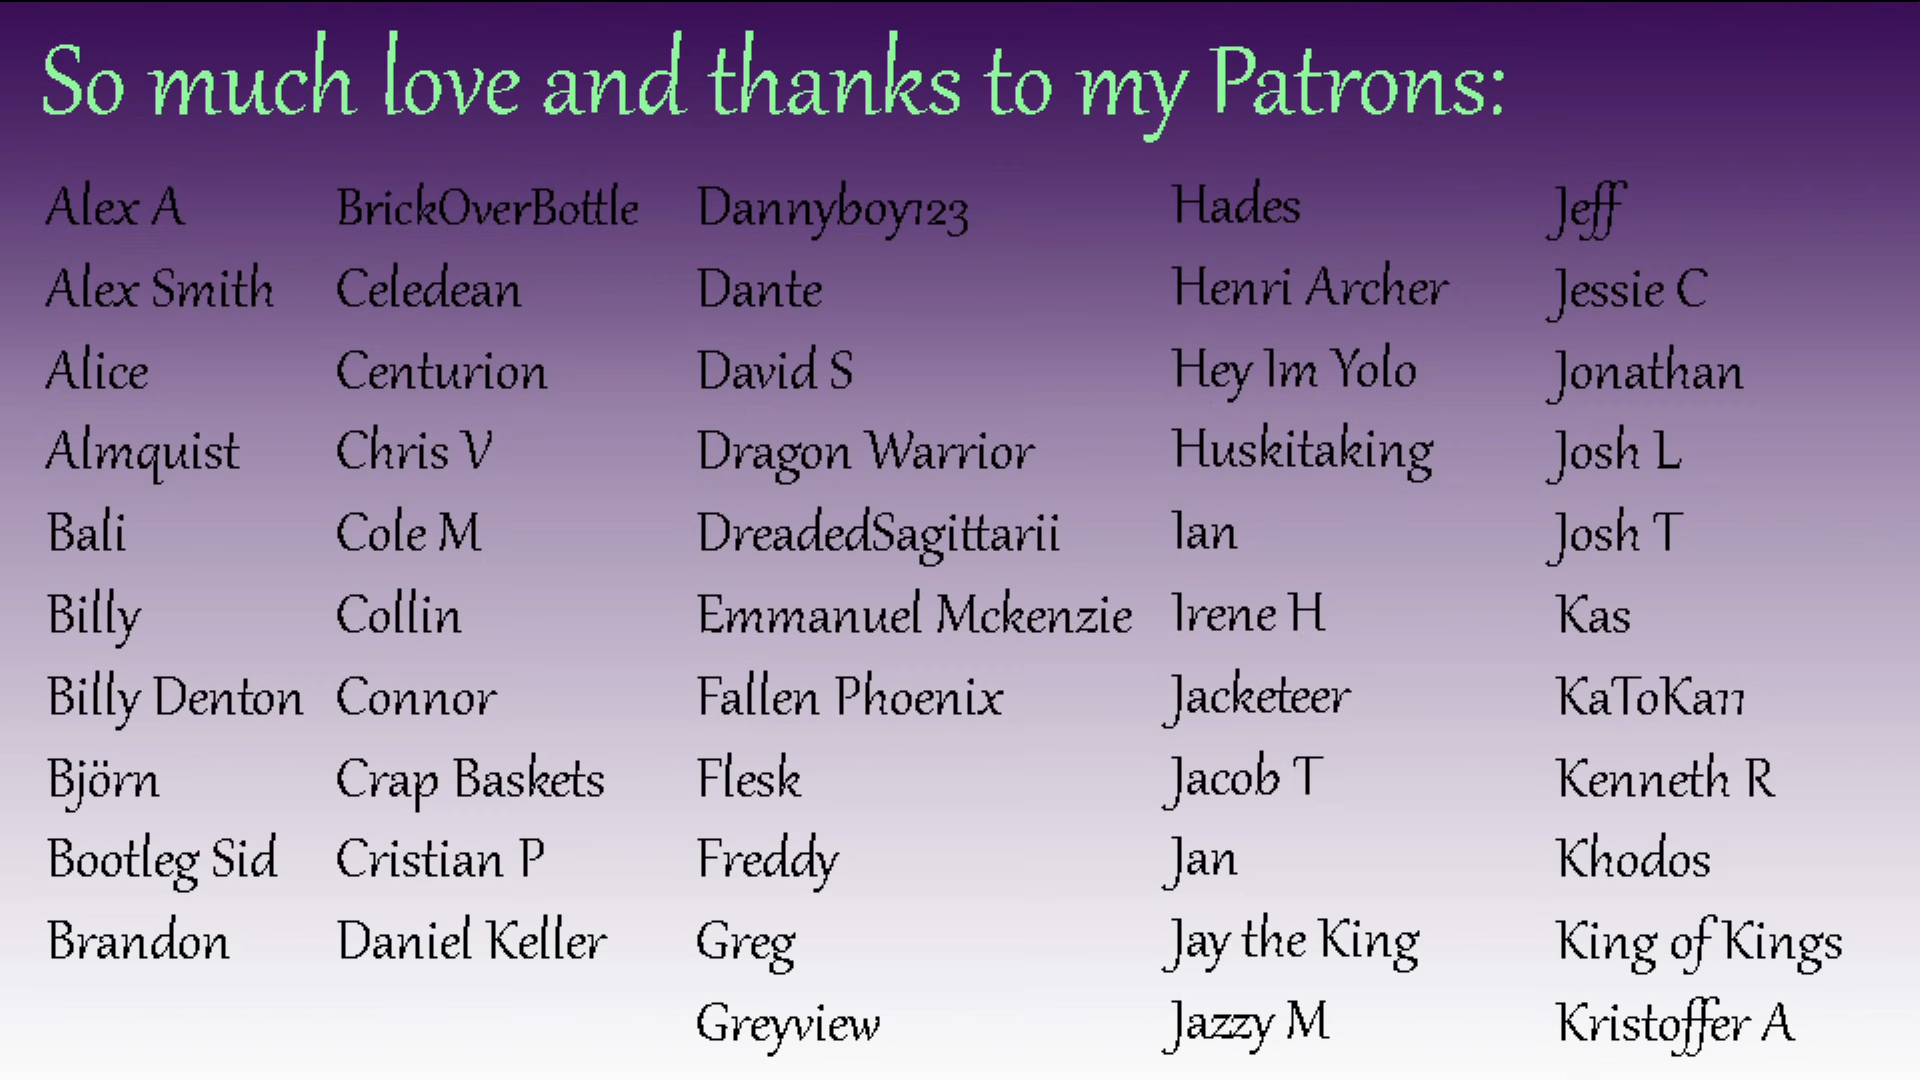 So much love and thanks to my Patrons:
Alex A
Alex Smith
Alice
Almquist
Bali
Billy
Billy Denton
Björn
Bootleg Sid
Brandon
BrickOverBottle
Celedean
Centurion
Chris V
Cole M
Collin
Connor
Crap Baskets
Cristian P
Daniel Keller
Dannyboy123
Dante
David S
Dragon Warrior
DreadedSagittarii
Emmanuel Mckenzie
Fallen Phoenix
Flesk
Freddy
Greg
Greyview
Hades
Henri Archer
Hey Im Yolo
Huskitaking
Ian
Irene H
Jacketeer
Jacob T
Jan
Jay the King
Jazzy M
Jeff
Jessie C
Jonathan
Josh L
Josh T
Kas
KaToKa11
Kenneth R
Khodos
King of Kings
Kristoffer A